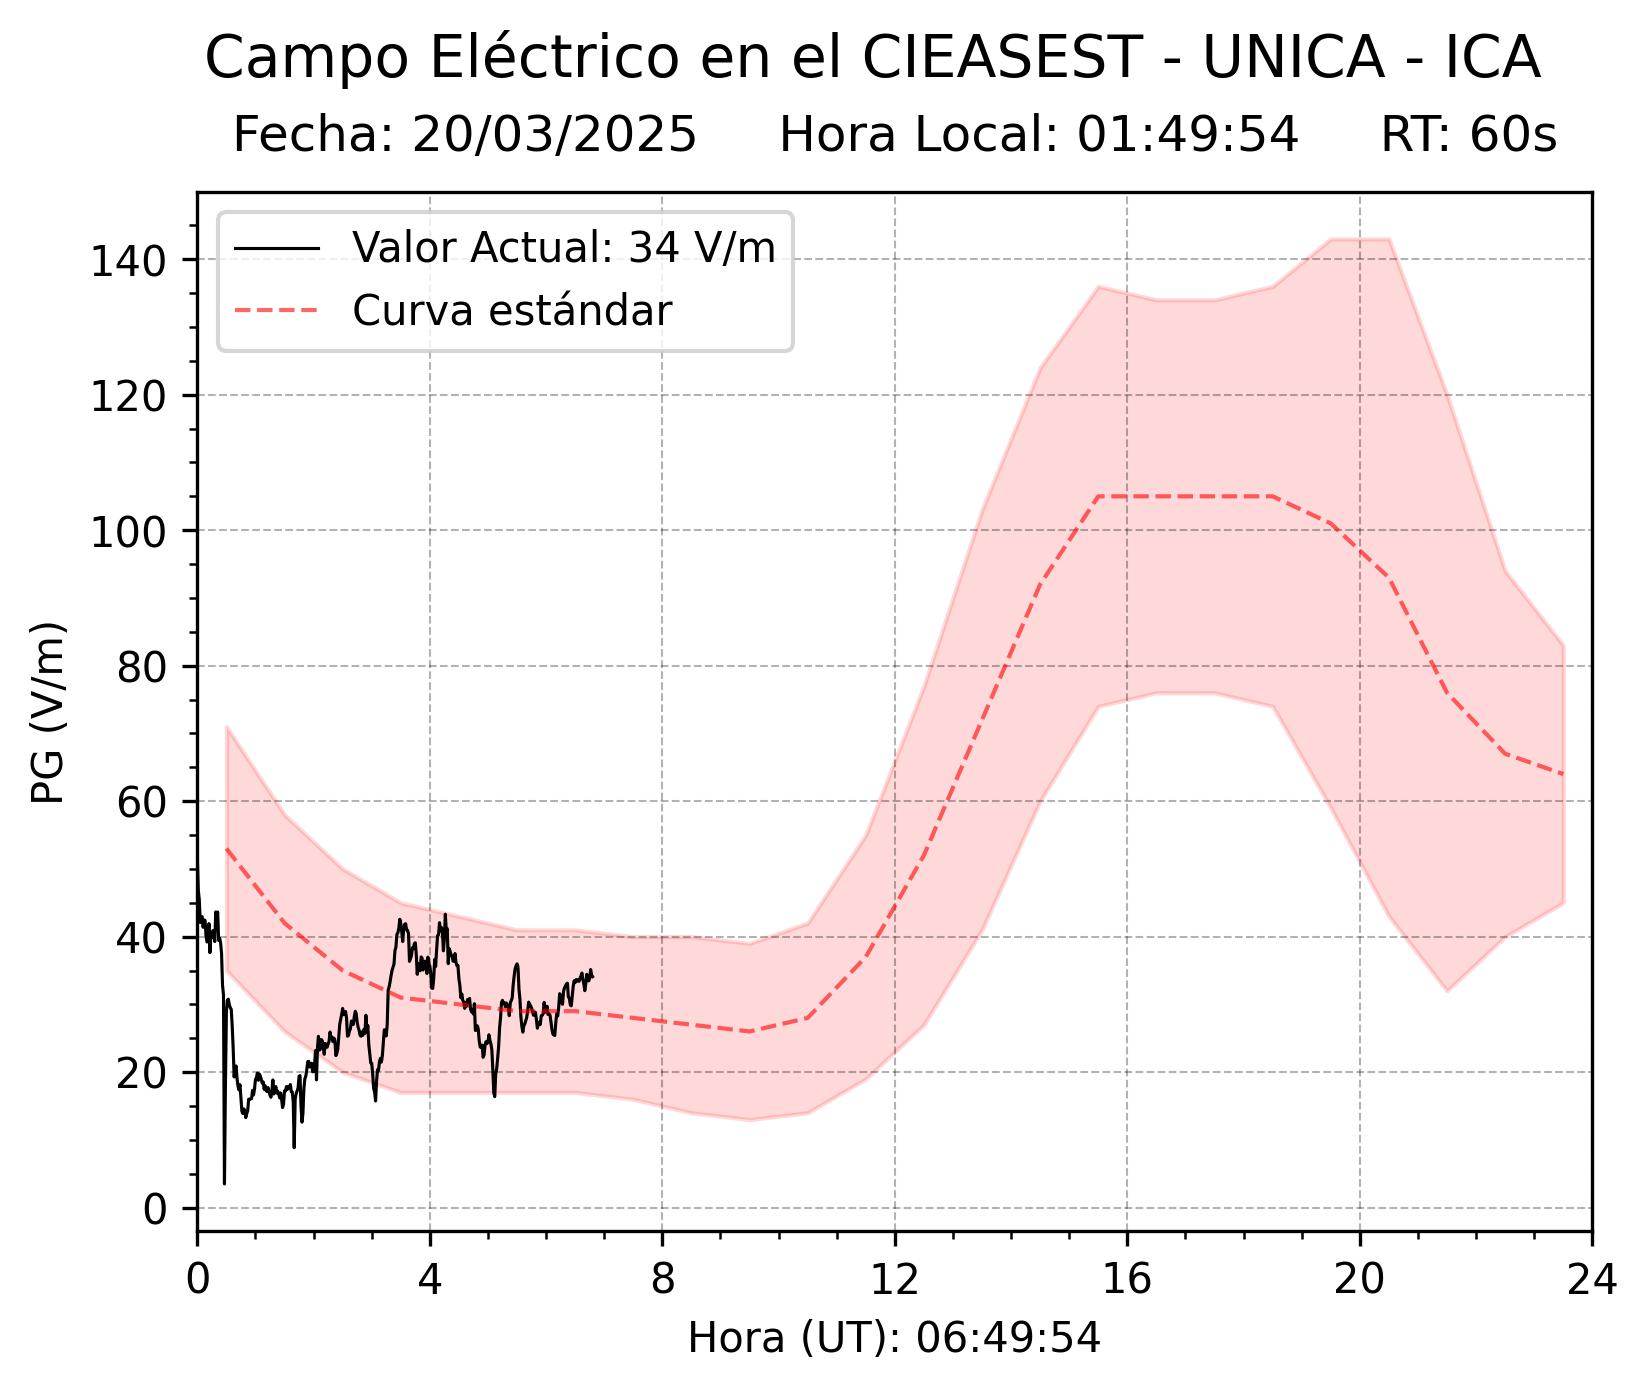 Campo Eléctrico en el CIEASEST - UNICA - ICA
Fecha: 20/03/2025 Hora Local: 01:49:54 RT: 60s
Valor Actual: 34 V/m
Curva estándar
140
120
100
80
60
40
20
0
PG (V/m)
0 4 8 12 16 20 24
Hora (UT): 06:49:54